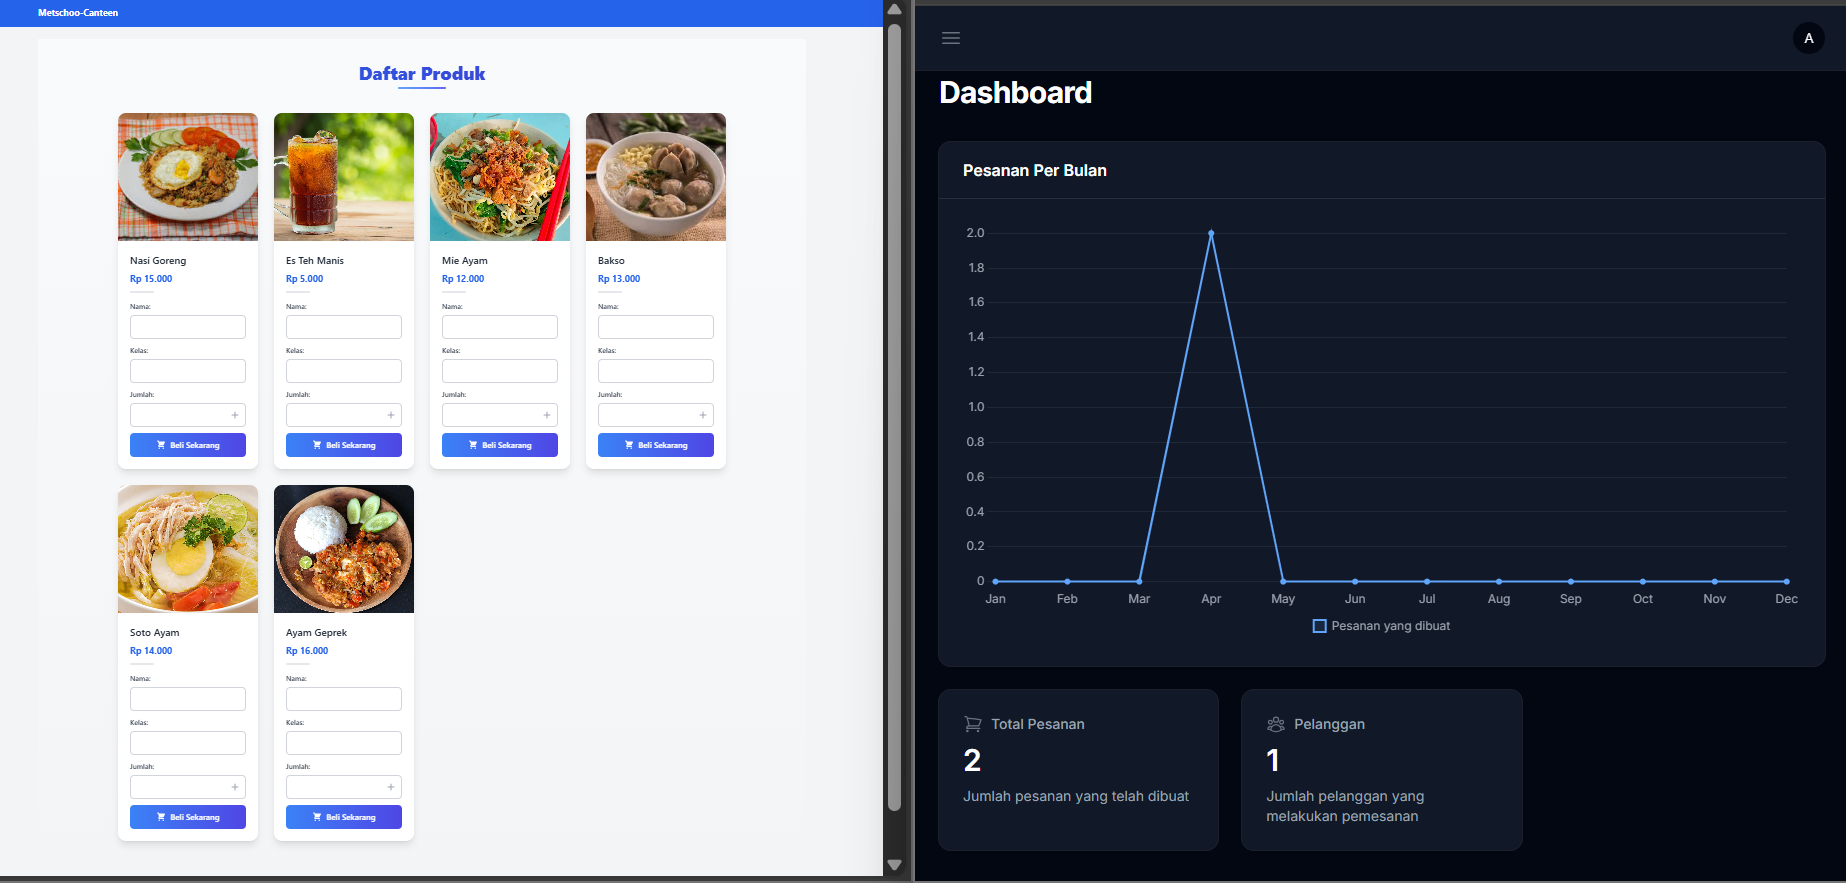 Metschoo-Canteen
Daftar Produk
Nasi Goreng
Rp 15.000
Nama:
Kelas:
Jumlah:
Beli Sekarang
Es Teh Manis
Rp 5.000
Nama:
Kelas:
Jumlah:
Beli Sekarang
Mie Ayam
Rp 12.000
Nama:
Kelas:
Jumlah:
Beli Sekarang
Bakso
Rp 13.000
Nama:
Kelas:
Jumlah:
Beli Sekarang
Soto Ayam
Rp 14.000
Nama:
Kelas:
Jumlah:
Beli Sekarang
Ayam Geprek
Rp 16.000
Nama:
Kelas:
Jumlah:
Beli Sekarang
A
Dashboard
Pesanan Per Bulan
2.0
1.8
1.6
1.4
1.2
1.0
0.8
0.6
0.4
0.2
0
Jan Feb Mar Apr May Jun Jul Aug Sep Oct Nov Dec
Pesanan yang dibuat
Total Pesanan
2
Jumlah pesanan yang telah dibuat
Pelanggan
1
Jumlah pelanggan yang
melakukan pemesanan